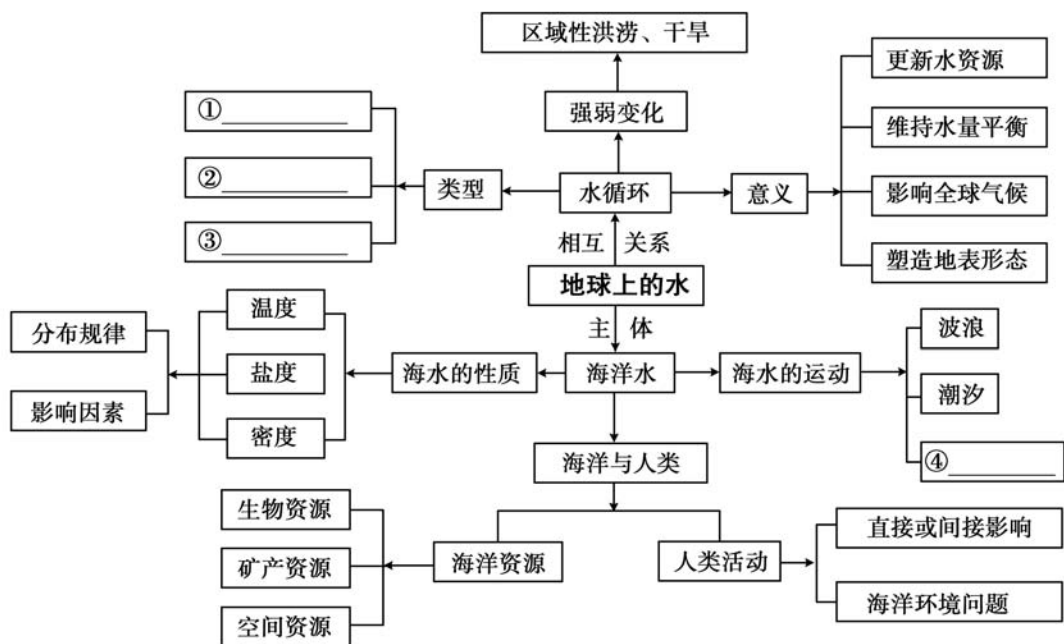 区域性洪涝、干旱
强弱变化
①
②
③
类型
水循环
意义
更新水资源
维持水量平衡
影响全球气候
塑造地表形态
相互 关系
地球上的水
主 体
分布规律
影响因素
温度
盐度
密度
海水的性质
海洋水
海水的运动
波浪
潮汐
④
海洋与人类
生物资源
矿产资源
空间资源
海洋资源
人类活动
直接或间接影响
海洋环境问题